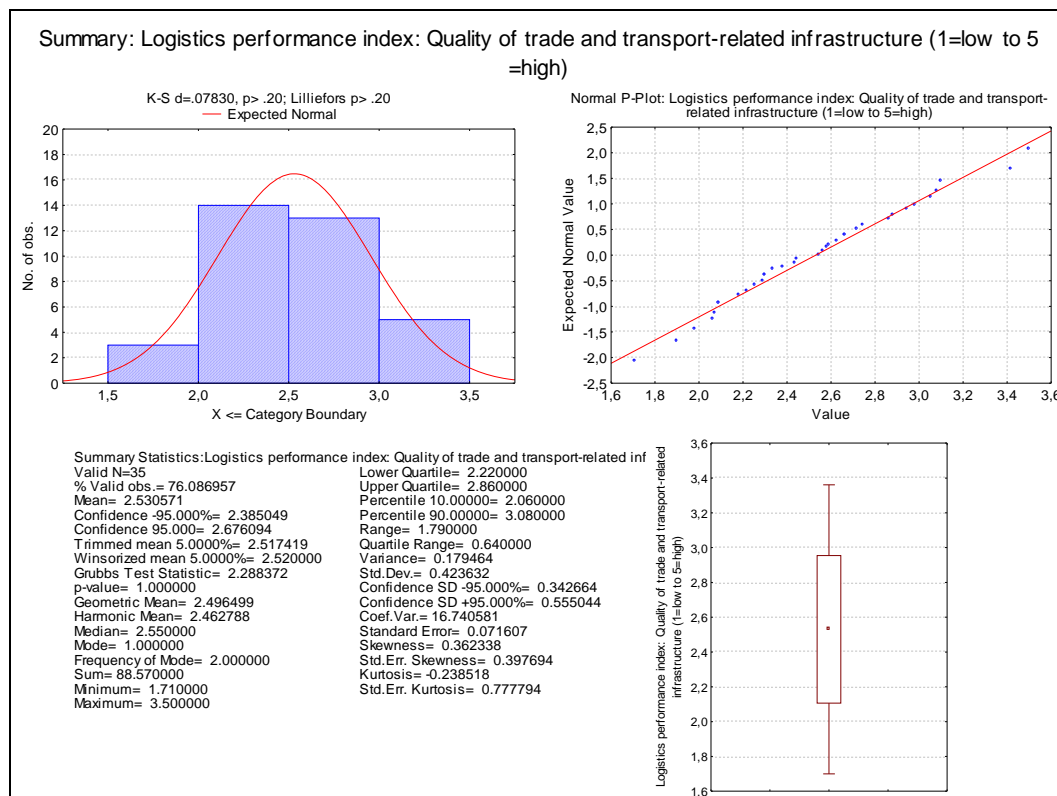 Summary: Logistics performance index: Quality of trade and transport-related infrastructure (1=low to 5
=high)
K-S d=.07830, p> .20; Lilliefors p> .20
Expected Normal
20
18
16
14
12
10
8
6
4
2
0
No. of obs.
1,5 2,0 2,5 3,0 3,5
X <= Category Boundary
Normal P-Plot: Logistics performance index: Quality of trade and transport-
related infrastructure (1=low to 5=high)
2,5
2,0
1,5
1,0
0,5
0,0
-0,5
-1,0
-1,5
-2,0
-2,5
Expected Normal Value
1,6 1,8 2,0 2,2 2,4 2,6 2,8 3,0 3,2 3,4 3,6
Value
Summary Statistics:Logistics performance index: Quality of trade and transport-related inf
Valid N=35
% Valid obs.= 76.086957
Mean= 2.530571
Confidence -95.000%= 2.385049
Confidence 95.000= 2.676094
Trimmed mean 5.0000%= 2.517419
Winsorized mean 5.0000%= 2.520000
Grubbs Test Statistic= 2.288372
p-value= 1.000000
Geometric Mean= 2.496499
Harmonic Mean= 2.462788
Median= 2.550000
Mode= 1.000000
Frequency of Mode= 2.000000
Sum= 88.570000
Minimum= 1.710000
Maximum= 3.500000
Lower Quartile= 2.220000
Upper Quartile= 2.860000
Percentile 10.00000= 2.060000
Percentile 90.00000= 3.080000
Range= 1.790000
Quartile Range= 0.640000
Variance= 0.179464
Std.Dev.= 0.423632
Confidence SD -95.000%= 0.342664
Confidence SD +95.000%= 0.555044
Coef.Var.= 16.740581
Standard Error= 0.071607
Skewness= 0.362338
Std.Err. Skewness= 0.397694
Kurtosis= -0.238518
Std.Err. Kurtosis= 0.777794
Logistics performance index: Quality of trade and transport-related
infrastructure (1=low to 5=high)
3,6
3,4
3,2
3,0
2,8
2,6
2,4
2,2
2,0
1,8
1,6